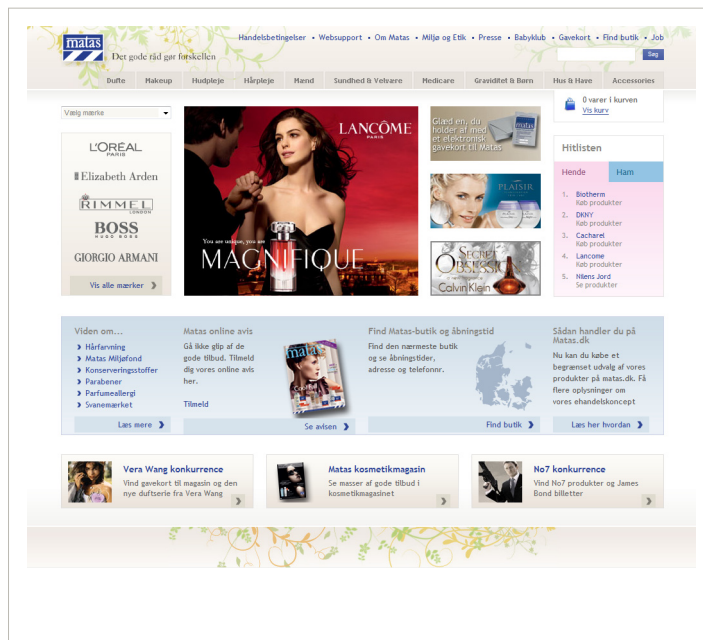 Handelsbetingelser • Websupport • Om Matas • Miljø og Etik • Presse • Babyklub • Gavekort • Find butik • Job
matas
Det gode råd gør forskellen
Søg
Dufte Makeup Hudpleje Hårpleje Mænd Sundhed & Velvære Medicare Graviditet & Børn Hus & Have Accessories
0 varer i kurven
Vis kurv
Vælg mærke
L'ORÉAL
PARIS
Elizabeth Arden
RIMMEL
LONDON
BOSS
HUGO BOSS
GIORGIO ARMANI
Vis alle mærker
LANCÔME
PARIS
You are unique, you are
MAGNIFIQUE
Glæd en, du
holder af med
et elektronisk
gavekort til Matas
matas
PLAISIR
SECRET
OBSESSION
Calvin Klein
Hitlisten
Hende Ham
1. Biotherm
Køb produkter
2. DKNY
Køb produkter
3. Cacharel
Køb produkter
4. Lancome
Køb produkter
5. Nilens Jord
Se produkter
Viden om...
Hårfarvning
Matas Miljøfond
Konserveringsstoffer
Parabener
Parfumeallergi
Svanemærket
Læs mere
Matas online avis
Gå ikke glip af de
gode tilbud. Tilmeld
dig vores online avis
her.
Tilmeld
matas
Se avisen
Find Matas-butik og åbningstid
Find den nærmeste butik
og se åbningstider,
adresse og telefonnr.
Find butik
Sådan handler du på
Matas.dk
Nu kan du købe et
begrænset udvalg af vores
produkter på matas.dk. Få
flere oplysninger om
vores ehandelskoncept
Læs her hvordan
Vera Wang konkurrence
Vind gavekort til magasin og den
nye duftserie fra Vera Wang
Matas kosmetikmagasin
Se masser af gode tilbud i
kosmetikmagasinet
No7 konkurrence
Vind No7 produkter og James
Bond billetter